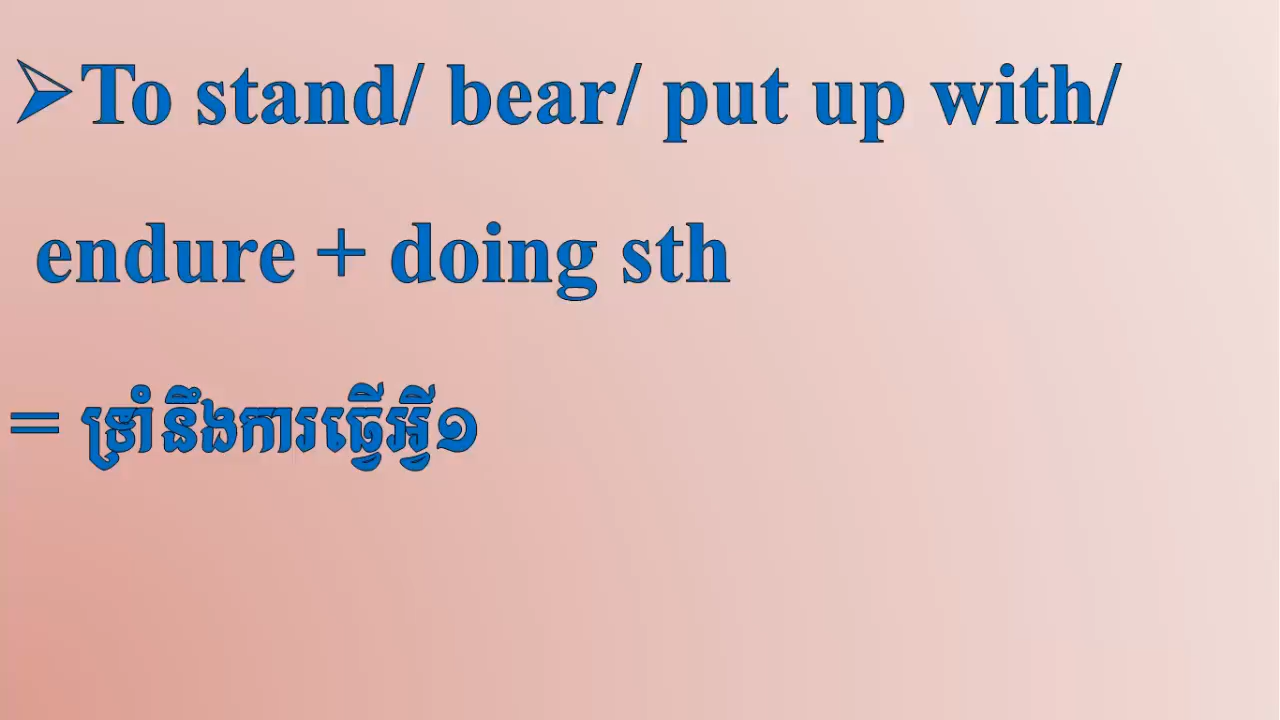 ➢To stand/ bear/ put up with/
endure + doing sth
= ទ្រាំនឹងការធ្វើអ្វី១